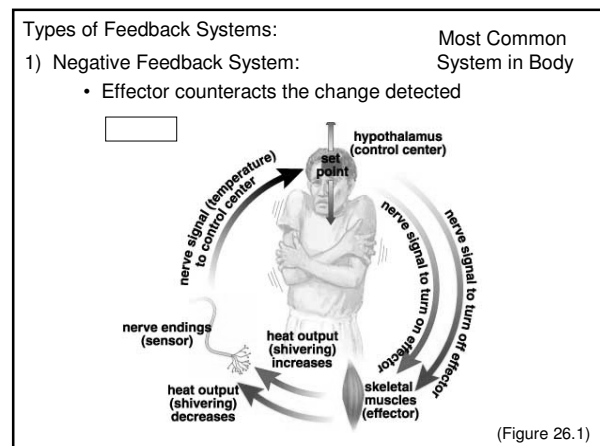 Types of Feedback Systems:
Most Common
System in Body
1) Negative Feedback System:
• Effector counteracts the change detected
hypothalamus
(control center)
set
point
nerve signal (temperature)
to control center
nerve signal to turn on effector
nerve signal to turn off effector
nerve endings
(sensor)
heat output
(shivering)
increases
heat output
(shivering)
decreases
skeletal
muscles
(effector)
(Figure 26.1)